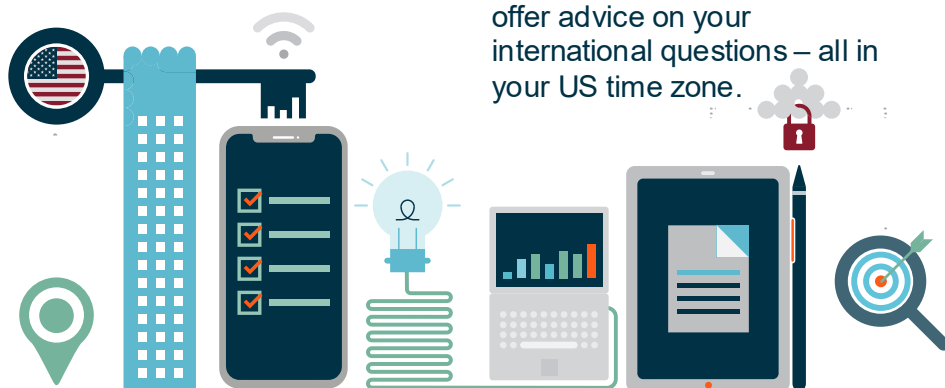 offer advice on your
international questions – all in
your US time zone.